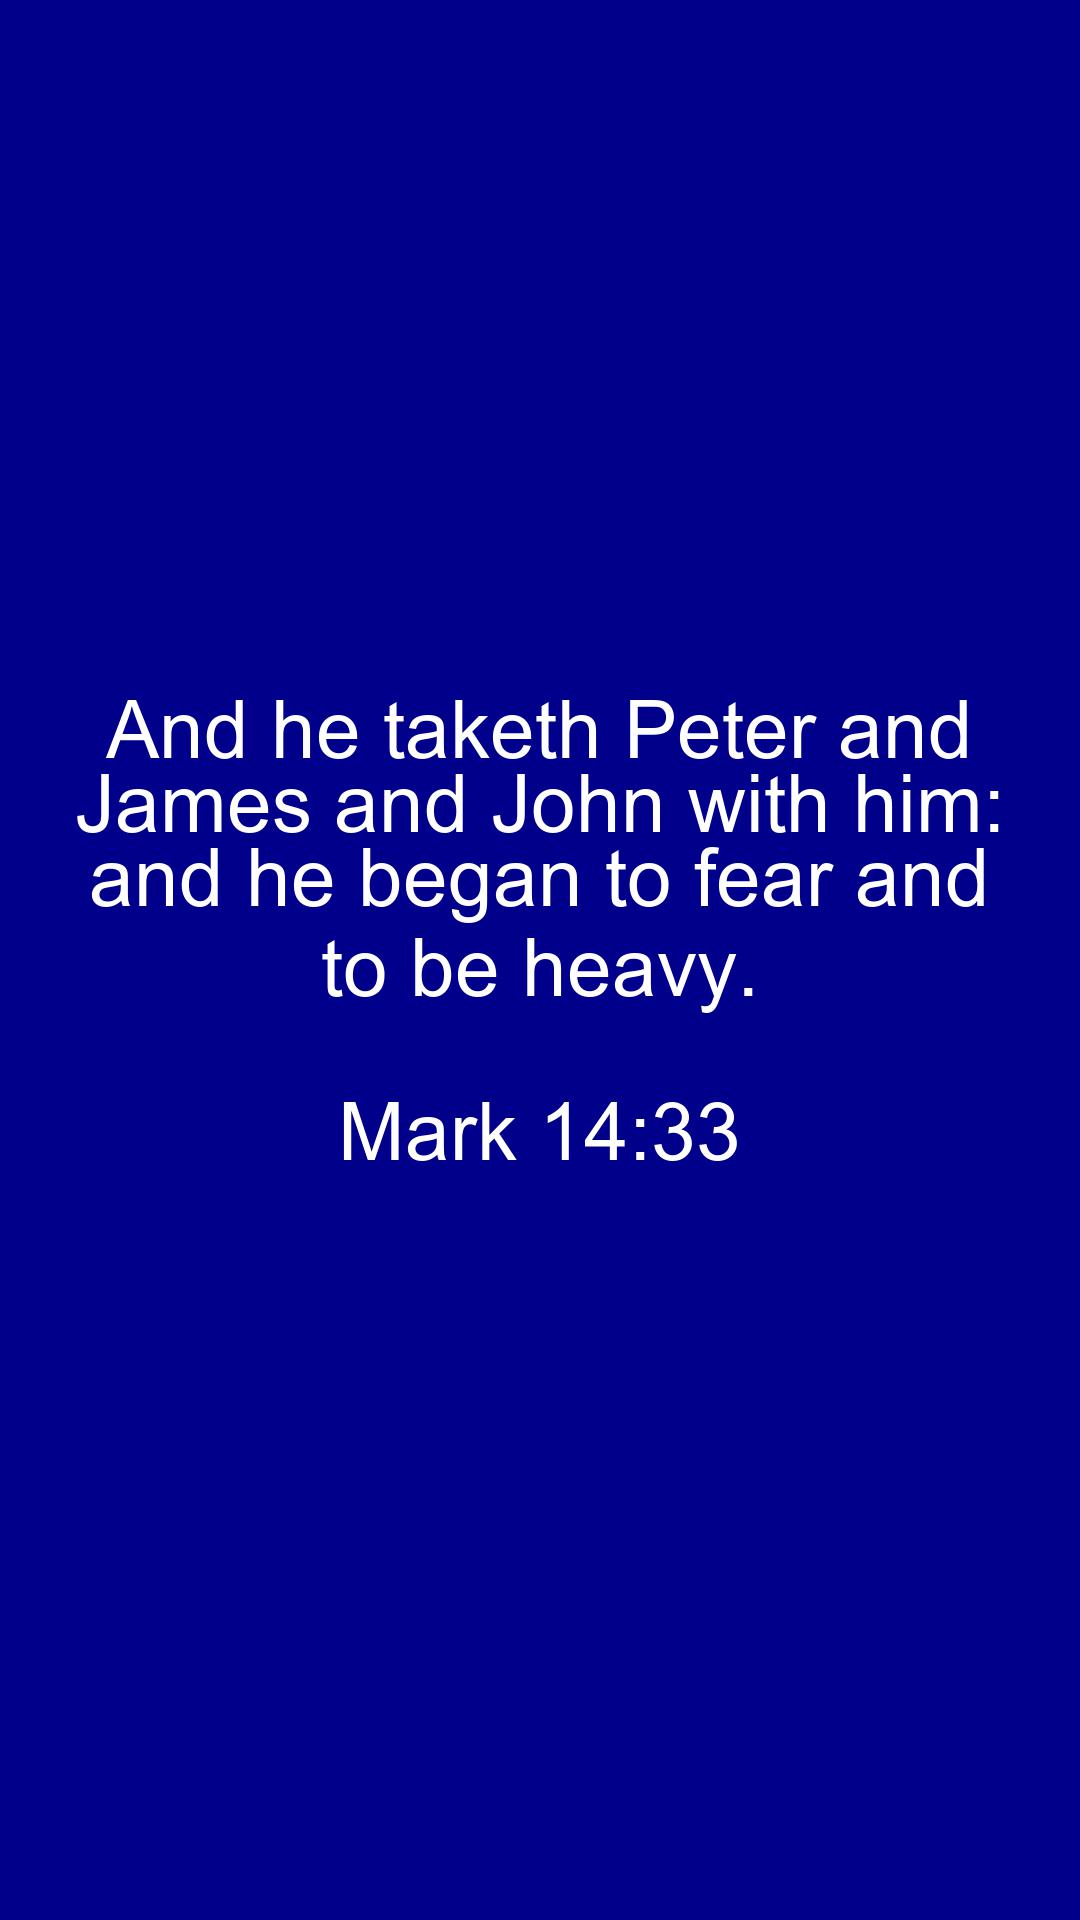 And he taketh Peter and
James and John with him:
and he began to fear and
to be heavy.
Mark 14:33